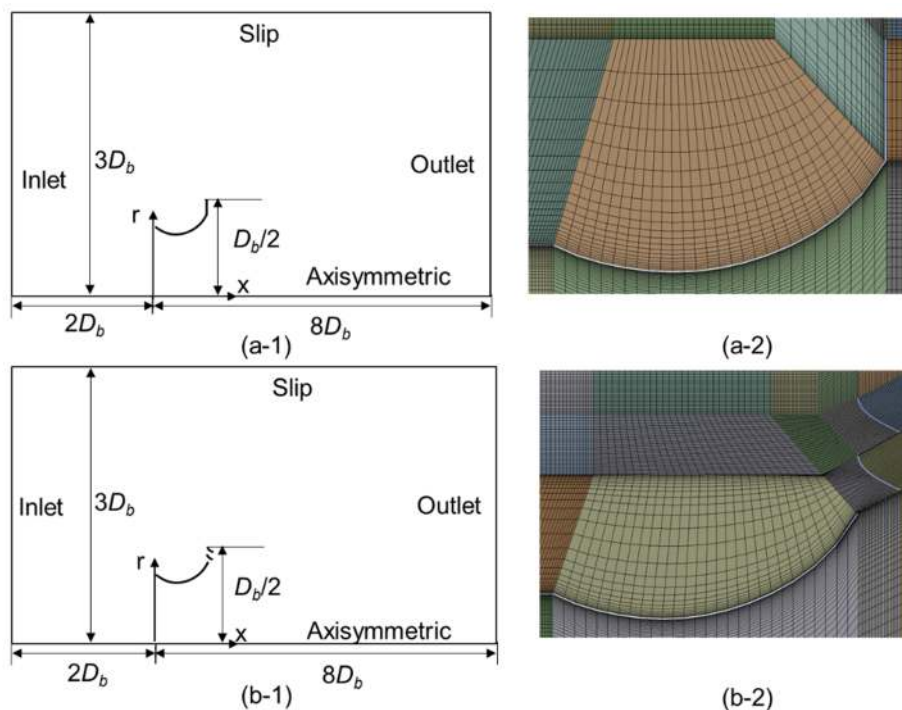 Slip
Inlet
3D_b
Outlet
r
D_b/2
x
Axisymmetric
2D_b
8D_b
(a-1)
(a-2)
Slip
Inlet
3D_b
Outlet
r
D_b/2
x
Axisymmetric
2D_b
8D_b
(b-1)
(b-2)